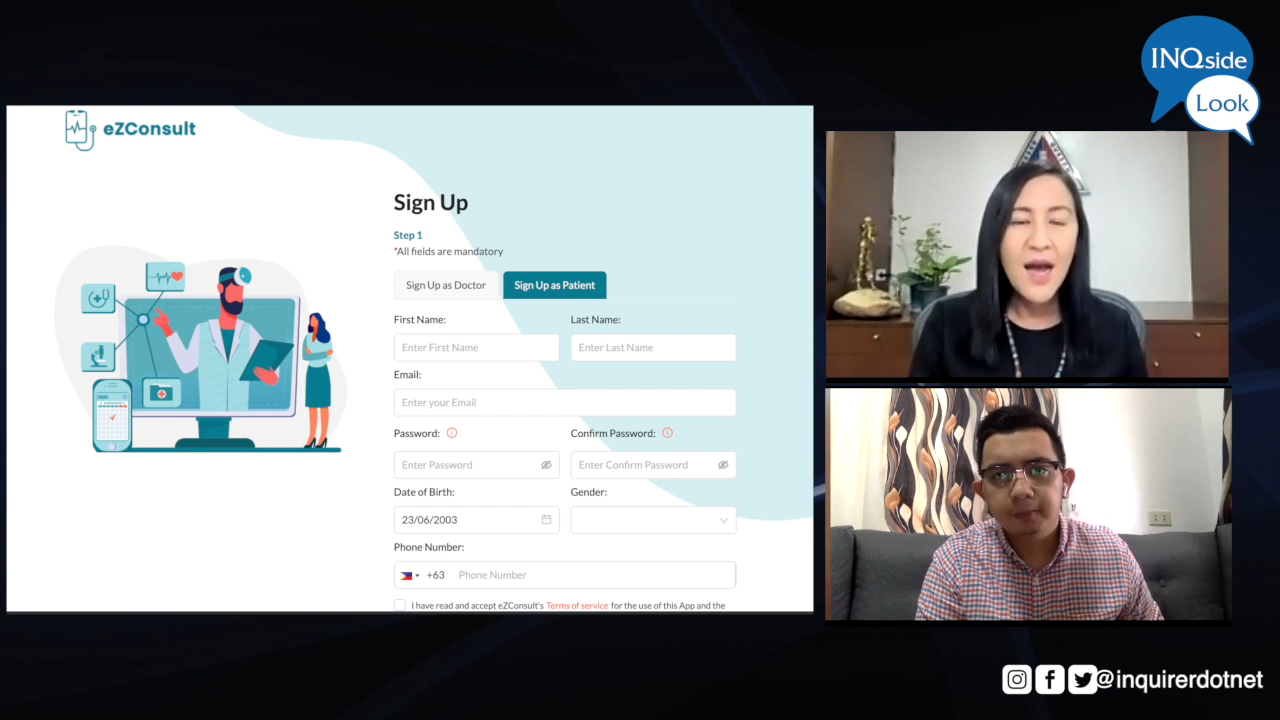 INQside
Look
eZConsult
Sign Up
Step 1
*All fields are mandatory
Sign Up as Doctor
Sign Up as Patient
First Name:
Last Name:
Enter First Name
Enter Last Name
Email:
Enter your Email
Password:
Confirm Password:
Enter Password
Enter Confirm Password
Date of Birth:
Gender:
23/06/2003
Phone Number:
+63
Phone Number
I have read and accept eZConsult's Terms of service for the use of this App and the
@inquirerdotnet